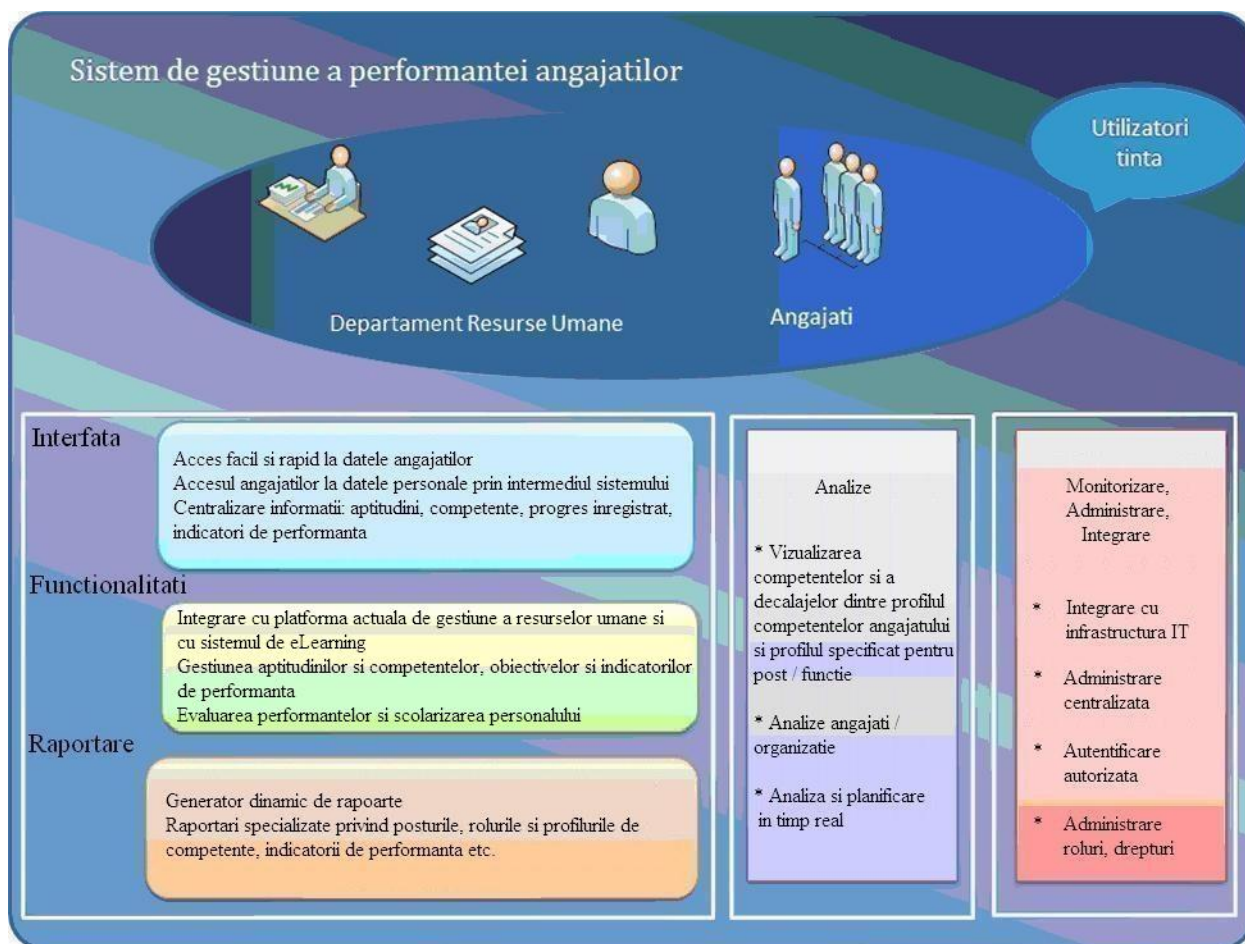 Sistem de gestiune a performantei angajatilor
Utilizatori
tinta
Departament Resurse Umane
Angajati
Interfata
Acces facil si rapid la datele angajatilor
Accesul angajatilor la datele personale prin intermediul sistemului
Centralizare informatii: aptitudini, competente, progres inregistrat,
indicatori de performanta
Functionalitati
Integrare cu platforma actuala de gestiune a resurselor umane si
cu sistemul de eLearning
Gestiunea aptitudinilor si competentelor, obiectivelor si indicatorilor
de performanta
Evaluarea performantelor si scolarizarea personalului
Raportare
Generator dinamic de rapoarte
Raportari specializate privind posturile, rolurile si profilurile de
competente, indicatorii de performanta etc.
Analize
* Vizualizarea
competentelor si a
decalajelor dintre profilul
competentelor angajatului
si profilul specificat pentru
post / functie
* Analize angajati /
organizatie
* Analiza si planificare
in timp real
Monitorizare,
Administrare,
Integrare
* Integrare cu
infrastructura IT
* Administrare
centralizata
* Autentificare
autorizata
* Administrare
roluri, drepturi